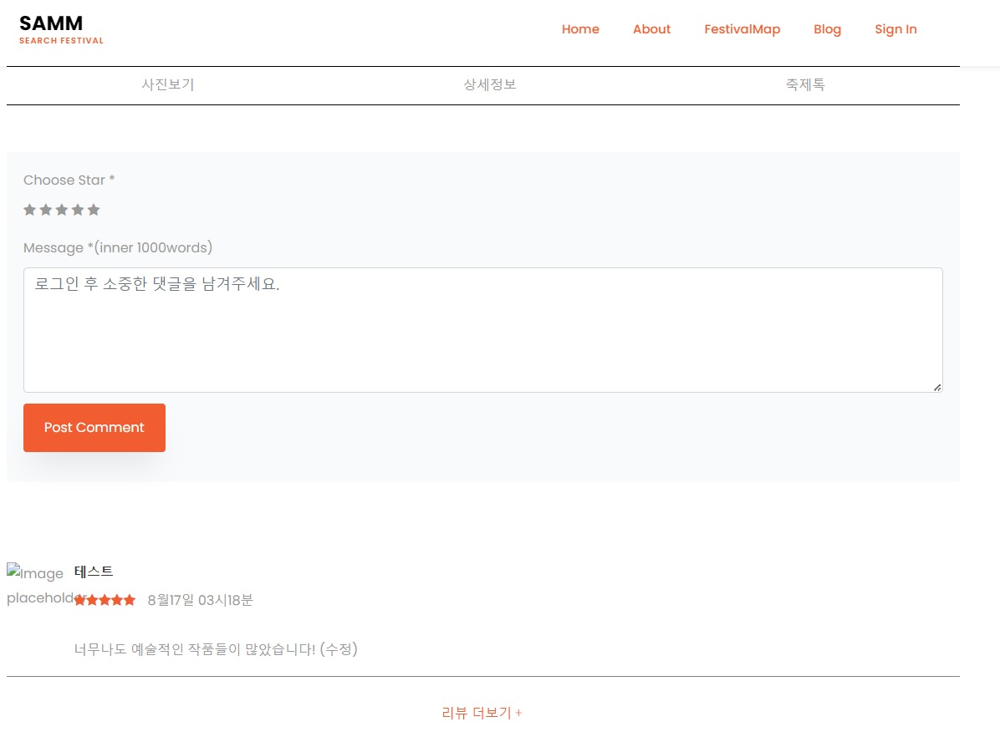 SAMM
SEARCH FESTIVAL
Home About FestivalMap Blog Sign In
사진보기 상세정보 축제톡
Choose Star *
Message *(inner 1000words)
로그인 후 소중한 댓글을 남겨주세요.
Post Comment
Image placeholder
테스트
8월17일 03시18분
너무나도 예술적인 작품들이 많았습니다! (수정)
리뷰 더보기 +